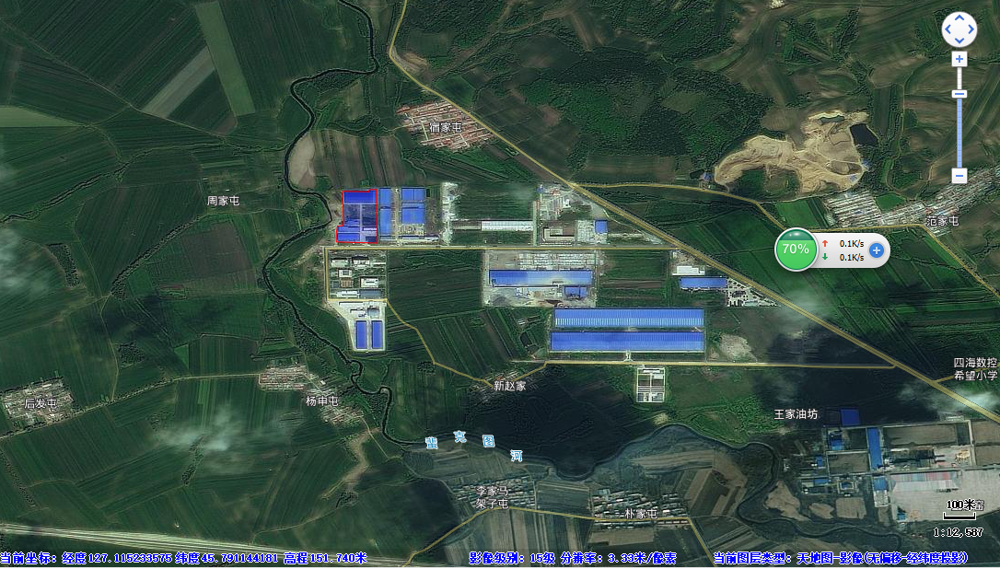 宿家屯
周家屯
范家屯
70%
0.1K/s
0.1K/s
四海数控
希望小学
新赵家
杨申屯
后发屯
王家油坊
蜚克图河
李家马
架子屯
朴家屯
100米
1:12,587
当前坐标: 经度127.115233575 纬度45.791144181 高程151.740米
影像级别: 15级 分辨率: 3.33米/像素
当前图层类型: 天地图-影像(无偏移-经纬度投影)